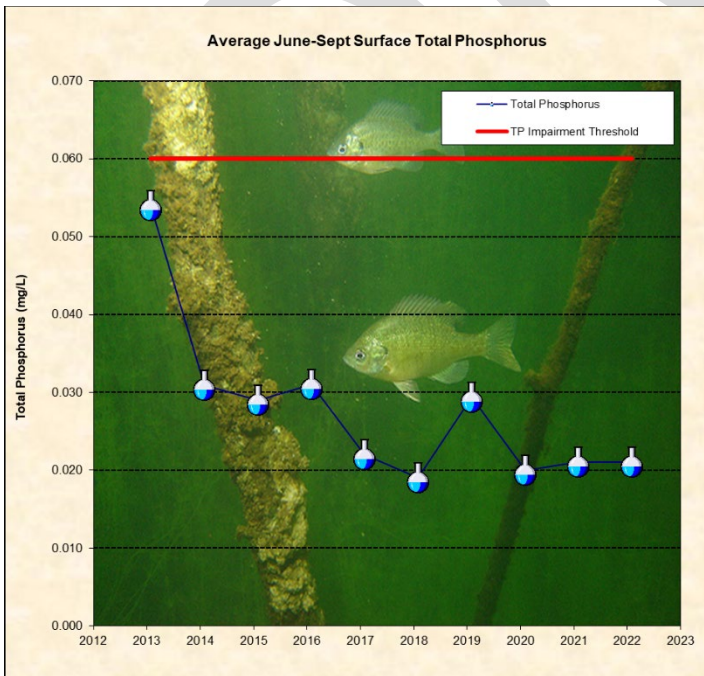 Average June-Sept Surface Total Phosphorus
0.070
Total Phosphorus
TP Impairment Threshold
0.060
0.050
0.040
Total Phosphorus (mg/L)
0.030
0.020
0.010
0.000
2012 2013 2014 2015 2016 2017 2018 2019 2020 2021 2022 2023